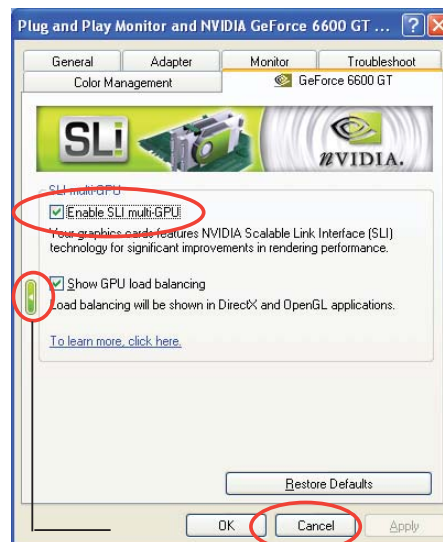 Plug and Play Monitor and NVIDIA GeForce 6600 GT ...
General Adapter Monitor Troubleshoot
Color Management GeForce 6600 GT
SLI nVIDIA.
SLI multi-GPU
Enable SLI multi-GPU
Your graphics cards features NVIDIA Scalable Link Interface (SLI)
technology for significant improvements in rendering performance.
Show GPU load balancing
Load balancing will be shown in DirectX and OpenGL applications.
To learn more, click here.
Restore Defaults
OK Cancel Apply